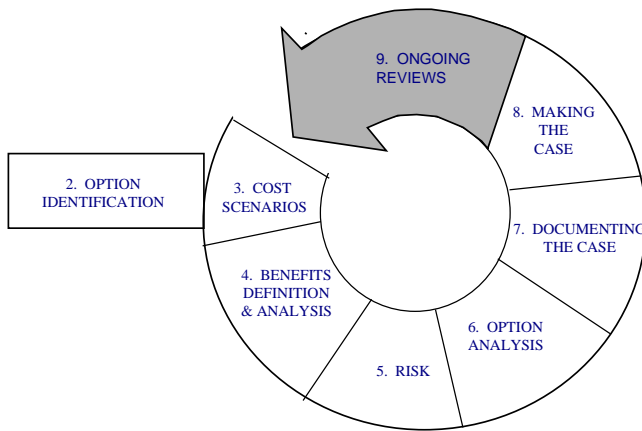 2. OPTION
IDENTIFICATION
3. COST
SCENARIOS
4. BENEFITS
DEFINITION
& ANALYSIS
5. RISK
6. OPTION
ANALYSIS
7. DOCUMENTING
THE CASE
8. MAKING
THE
CASE
9. ONGOING
REVIEWS